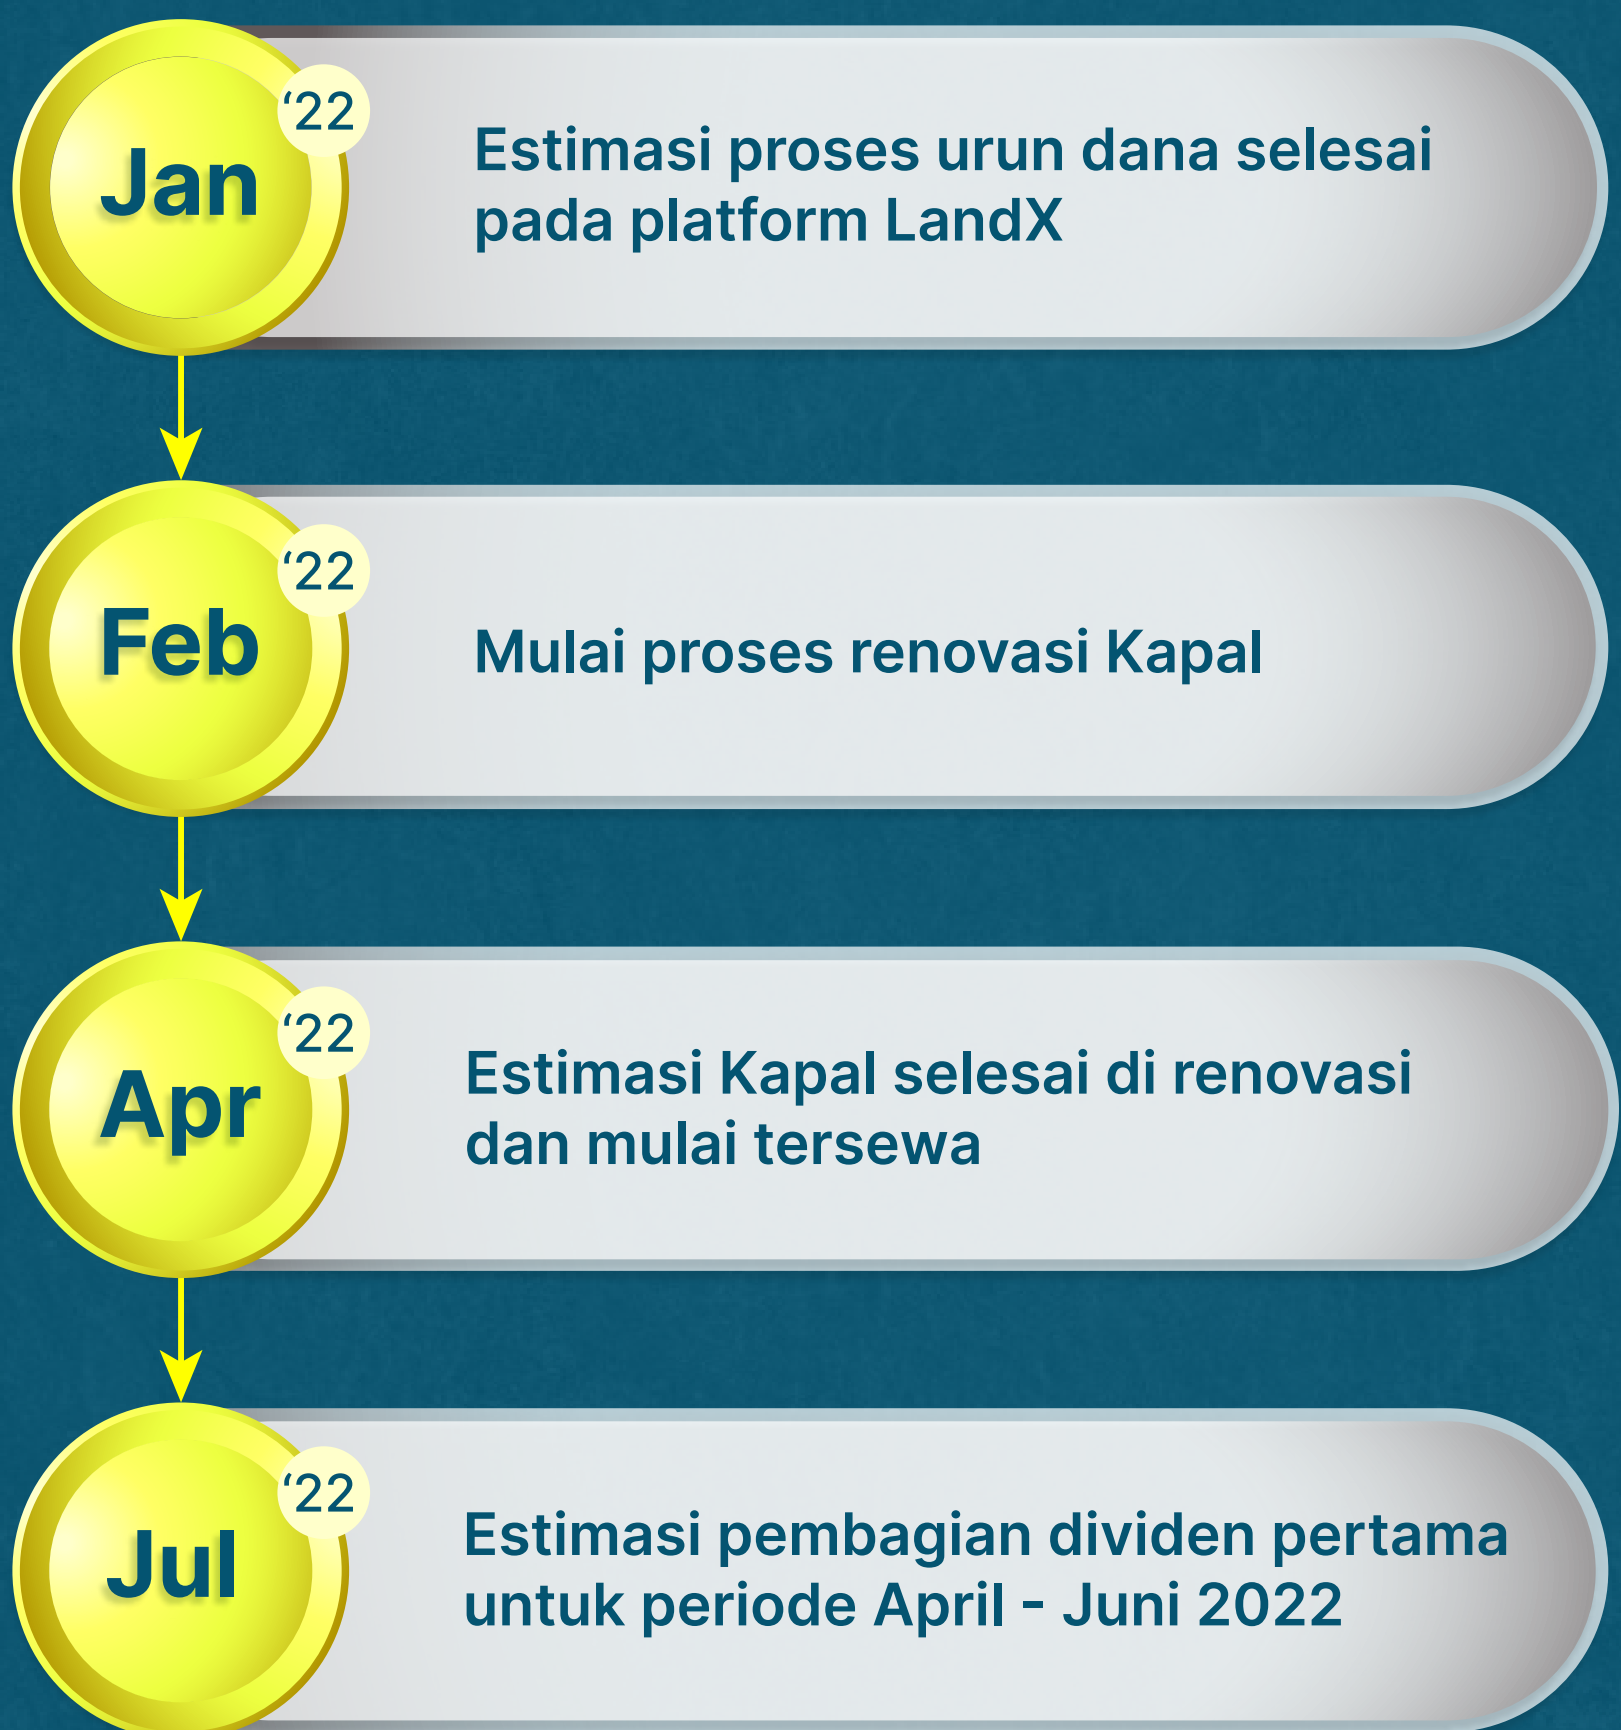 Jan
‘22
Estimasi proses urun dana selesai
pada platform LandX
Feb
‘22
Mulai proses renovasi Kapal
Apr
‘22
Estimasi Kapal selesai di renovasi
dan mulai tersewa
Jul
‘22
Estimasi pembagian dividen pertama
untuk periode April - Juni 2022